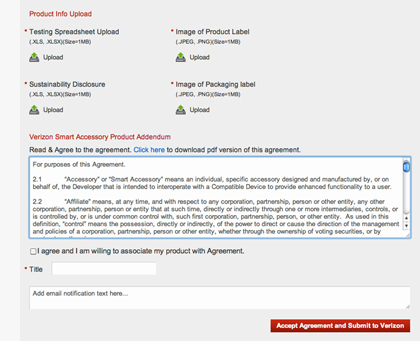 Product Info Upload
* Testing Spreadsheet Upload
(.XLS, .XLSX)(Size=1MB)
Upload
* Image of Product Label
(.JPEG, .PNG)(Size=1MB)
Upload
* Sustainability Disclosure
(.XLS, .XLSX)(Size=1MB)
Upload
* Image of Packaging label
(.JPEG, .PNG)(Size=1MB)
Upload
Verizon Smart Accessory Product Addendum
Read & Agree to the agreement. Click here to download pdf version of this agreement.
For purposes of this Agreement.
2.1 "Accessory" or "Smart Accessory" means an individual, specific accessory designed and manufactured by, or on
behalf of, the Developer that is intended to interoperate with a Compatible Device to provide enhanced functionality to a user.
2.2 "Affiliate" means, at any time, and with respect to any corporation, partnership, person or other entity, any other
corporation, partnership, person or entity that at such time, directly or indirectly through one or more intermediaries, controls, or
is controlled by, or is under common control with, such first corporation, partnership, person or other entity. As used in this
definition, "control" means the possession, directly or indirectly, of the power to direct or cause the direction of the management
and policies of a corporation, partnership, person or other entity, whether through the ownership of voting securities, or by
I agree and I am willing to associate my product with Agreement.
* Title
Add email notification text here...
Accept Agreement and Submit to Verizon